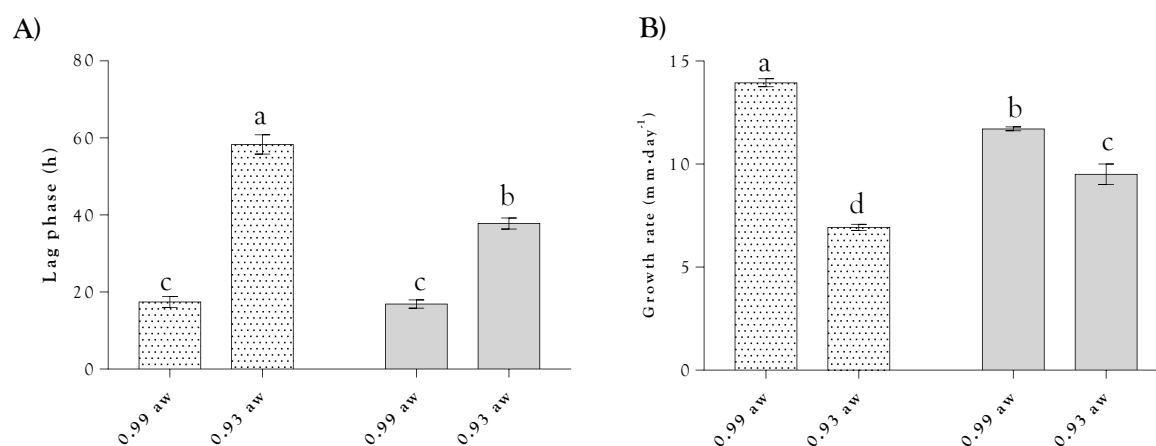 A)
Lag phase (h)
80
60
40
20
0
c
a
c
b
0.99 aw
0.93 aw
0.99 aw
0.93 aw
B)
Growth rate (mm·day⁻¹)
15
10
5
0
a
d
b
c
0.99 aw
0.93 aw
0.99 aw
0.93 aw